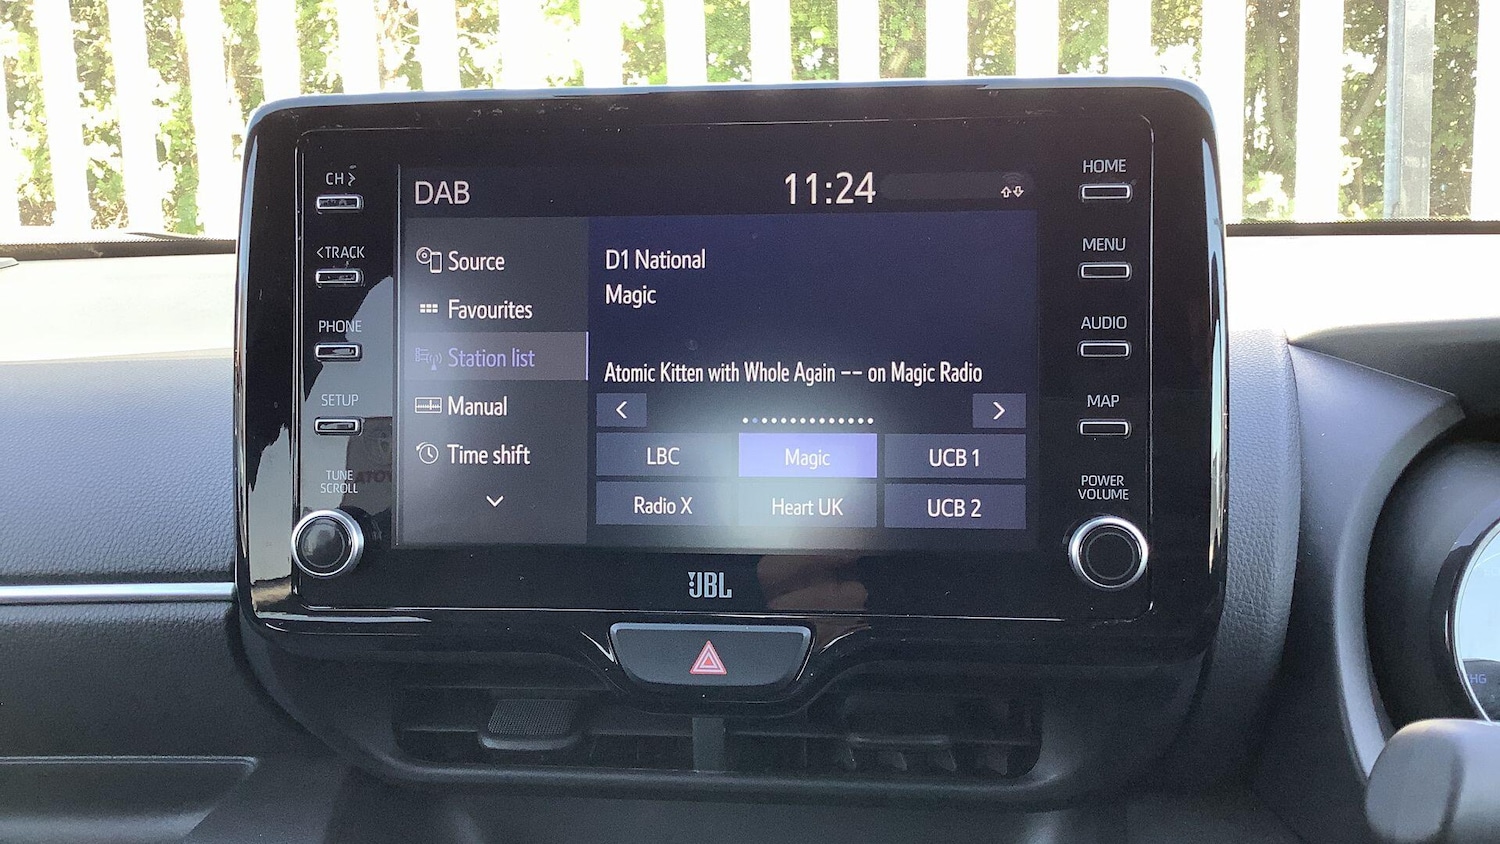 CH >
< TRACK
PHONE
SETUP
TUNE
SCROLL
DAB
11:24
Source
Favourites
Station list
Manual
Time shift
D1 National
Magic
Atomic Kitten with Whole Again -- on Magic Radio
LBC
Magic
UCB 1
Radio X
Heart UK
UCB 2
HOME
MENU
AUDIO
MAP
POWER
VOLUME
JBL
HG